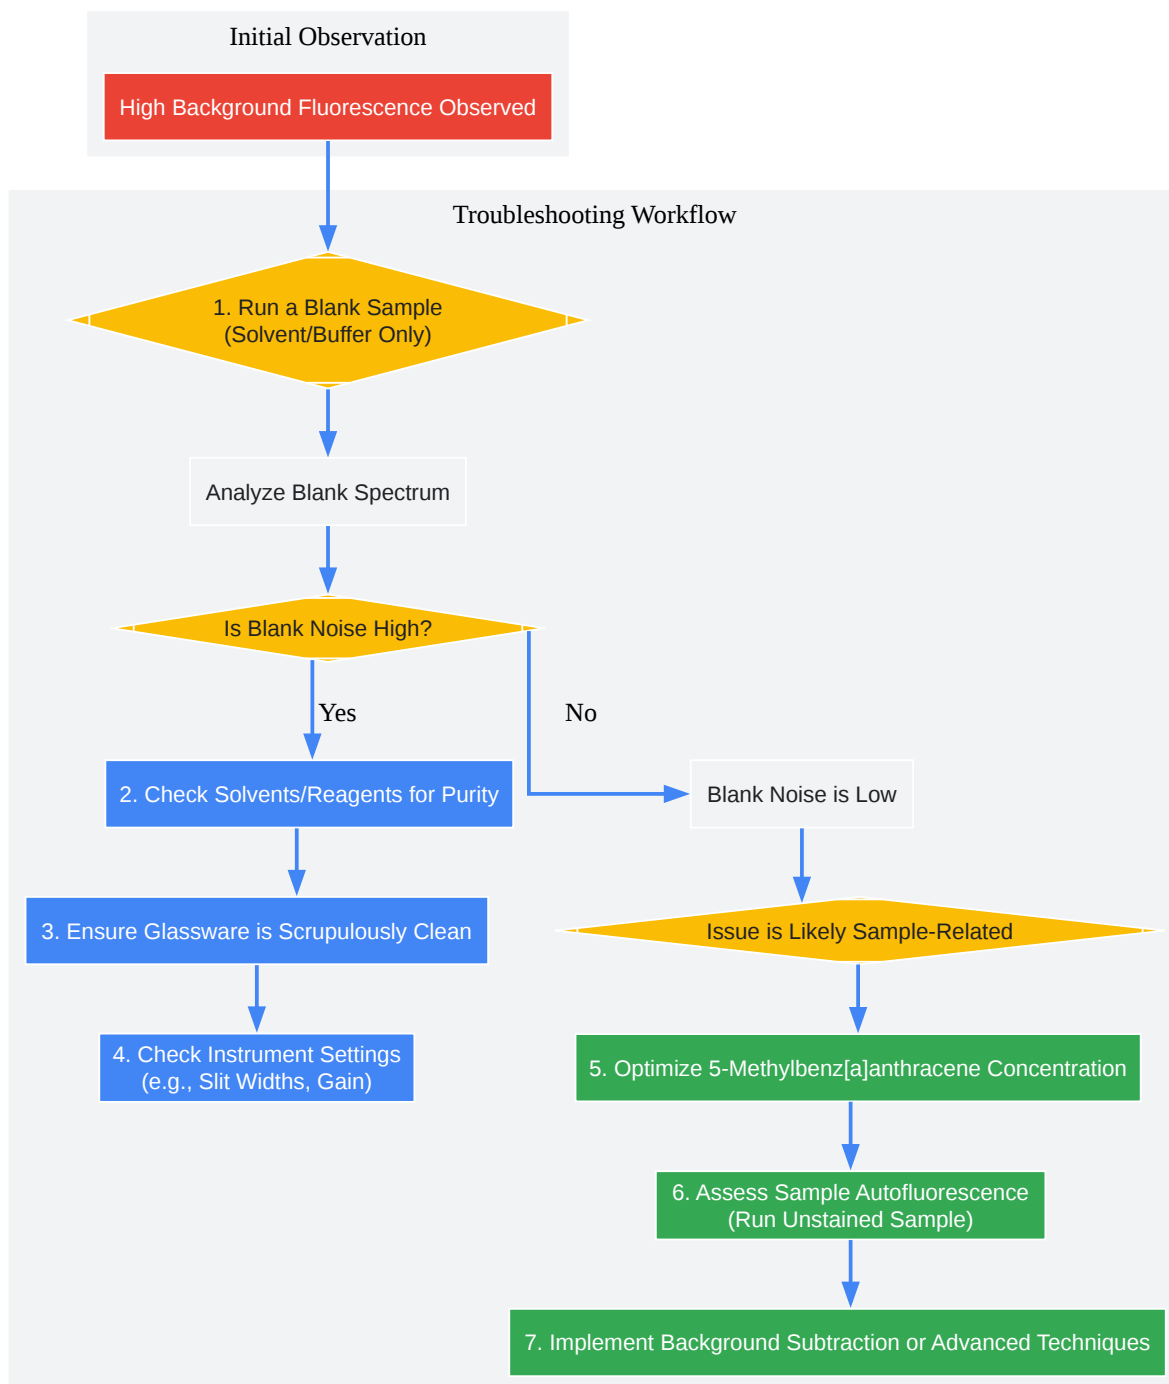 Initial Observation
High Background Fluorescence Observed
Troubleshooting Workflow
1. Run a Blank Sample
(Solvent/Buffer Only)
Analyze Blank Spectrum
Is Blank Noise High?
Yes
No
2. Check Solvents/Reagents for Purity
Blank Noise is Low
3. Ensure Glassware is Scrupulously Clean
Issue is Likely Sample-Related
4. Check Instrument Settings
(e.g., Slit Widths, Gain)
5. Optimize 5-Methylbenz[a]anthracene Concentration
6. Assess Sample Autofluorescence
(Run Unstained Sample)
7. Implement Background Subtraction or Advanced Techniques